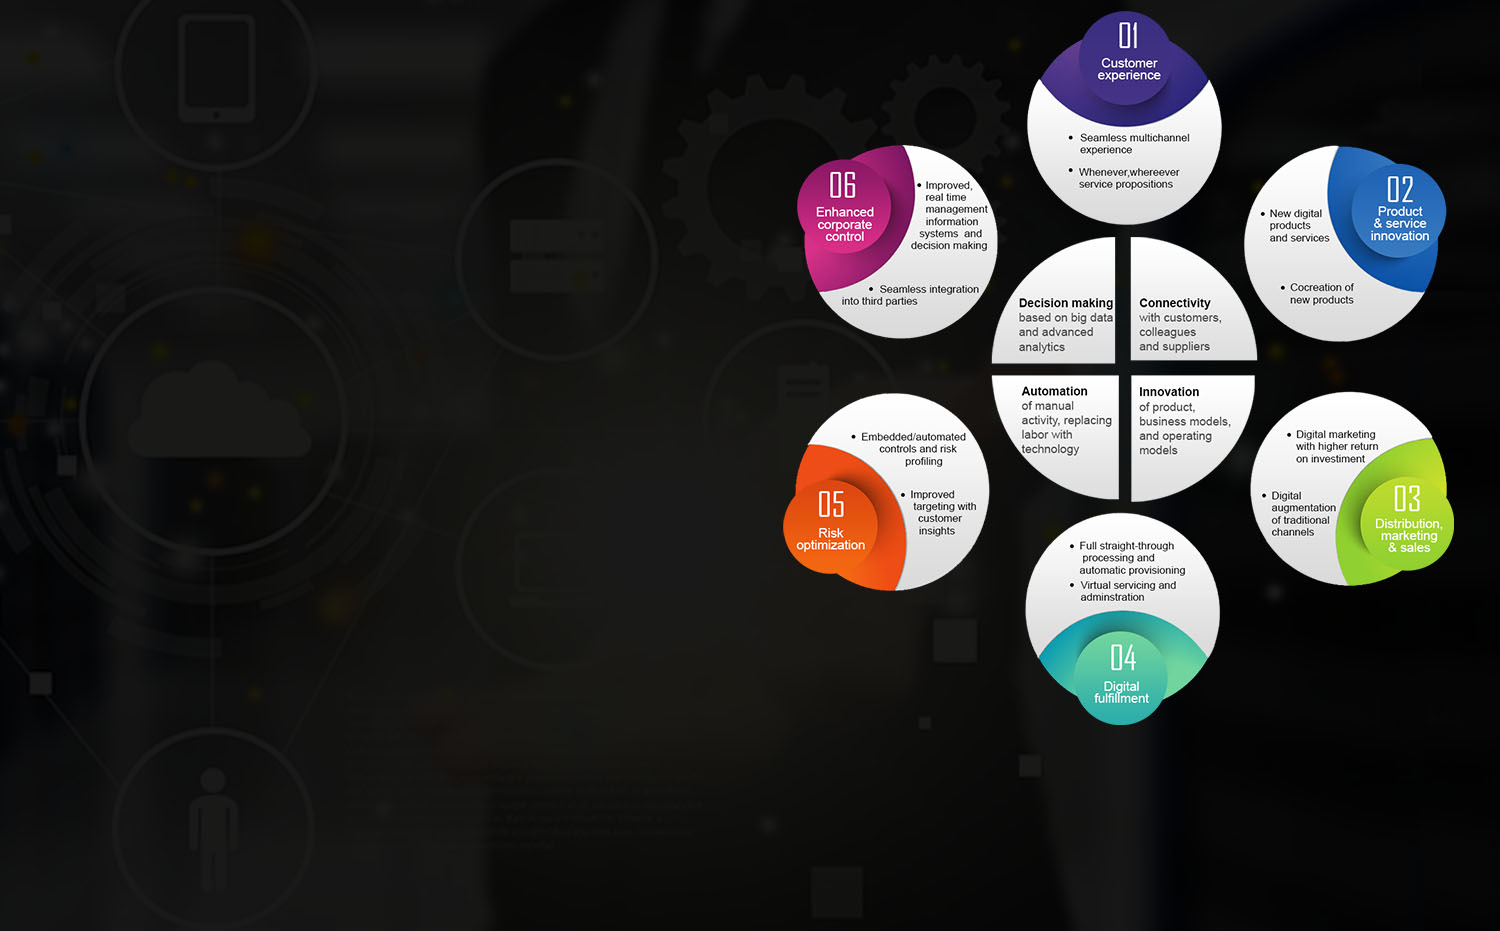 01
Customer
experience
• Seamless multichannel
experience
• Whenever,whereever
service propositions
02
Product
& service
innovation
• New digital
products
and services
• Cocreation of
new products
03
Distribution,
marketing
& sales
• Digital marketing
with higher return
on investiment
• Digital
augmentation
of traditional
channels
04
Digital
fulfillment
• Full straight-through
processing and
automatic provisioning
• Virtual servicing and
adminstration
05
Risk
optimization
• Embedded/automated
controls and risk
profiling
• Improved
targeting with
customer
insights
06
Enhanced
corporate
control
• Improved,
real time
management
information
systems and
decision making
• Seamless integration
into third parties
Decision making
based on big data
and advanced
analytics
Connectivity
with customers,
colleagues
and suppliers
Automation
of manual
activity, replacing
labor with
technology
Innovation
of product,
business models,
and operating
models